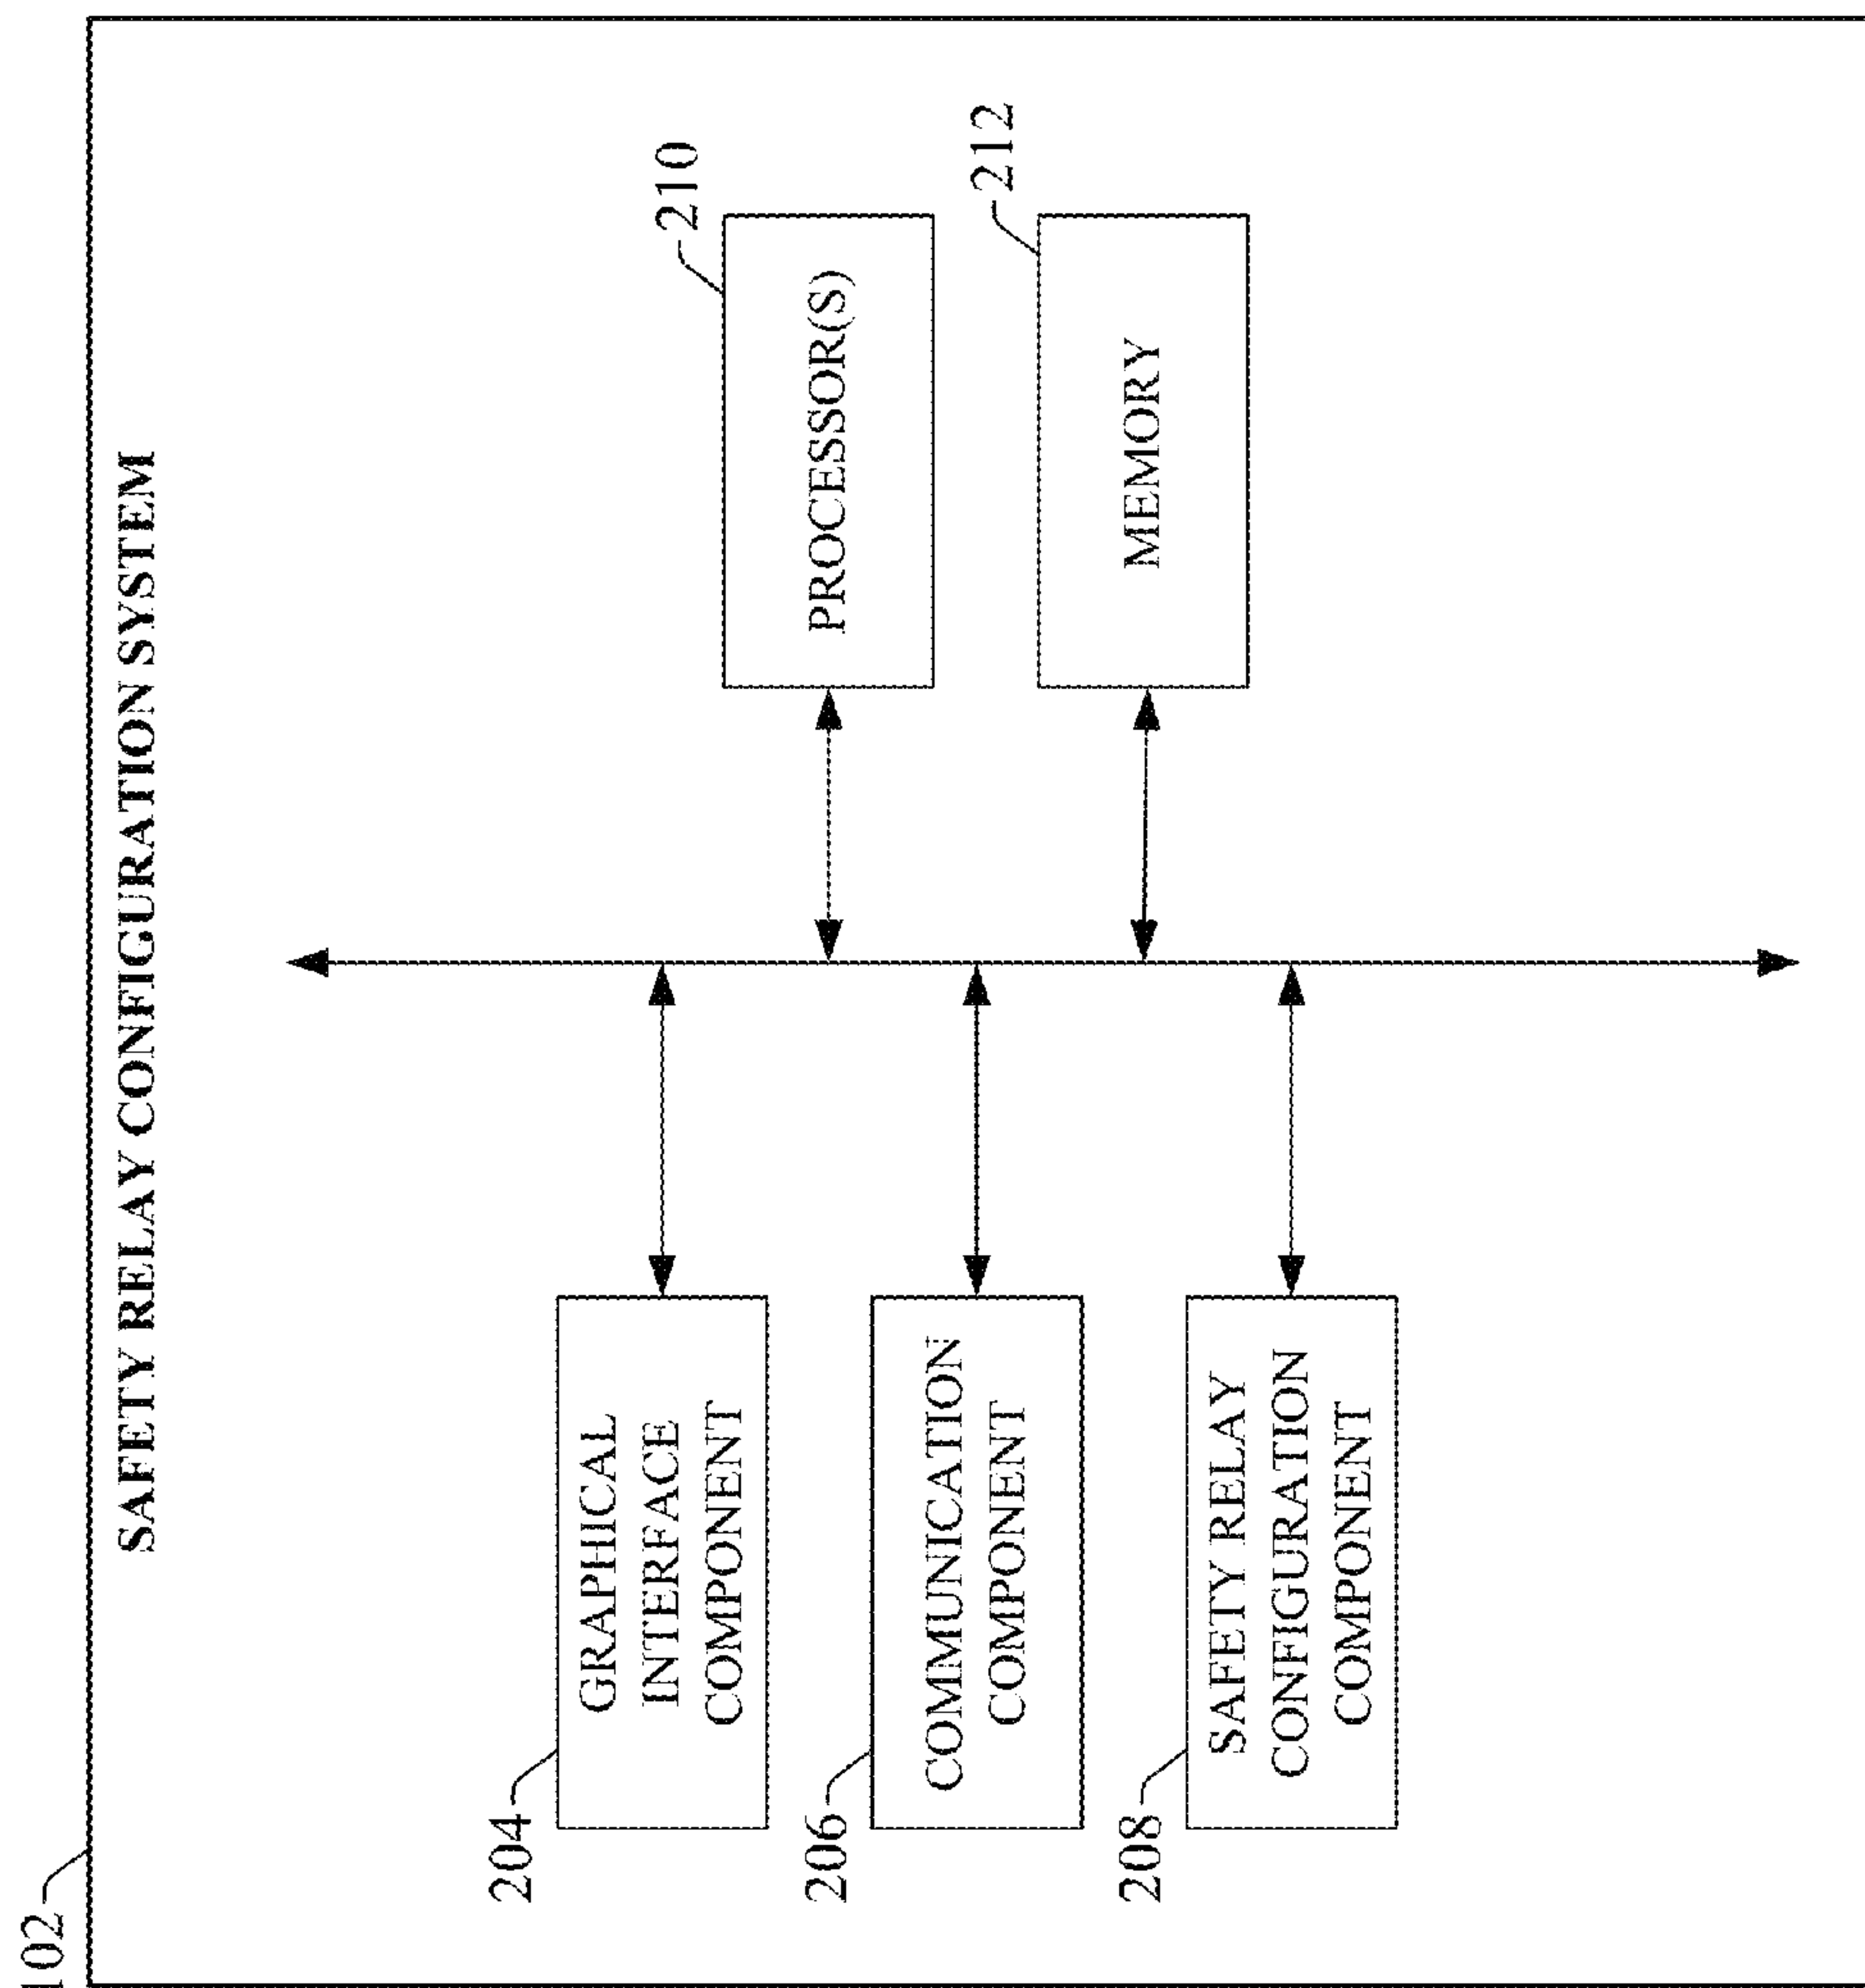 102
SAFETY RELAY CONFIGURATION SYSTEM
204
GRAPHICAL
INTERFACE
COMPONENT
206
COMMUNICATION
COMPONENT
208
SAFETY RELAY
CONFIGURATION
COMPONENT
210
PROCESSOR(S)
212
MEMORY